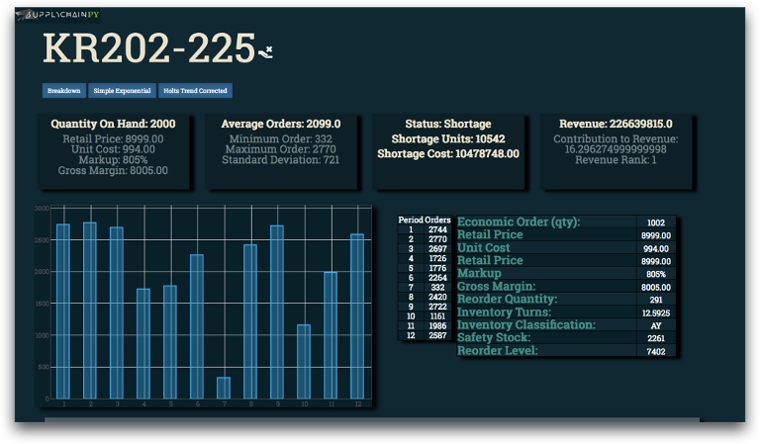 SUPPLYCHAINPY
KR202-225
Breakdown
Simple Exponential
Holts Trend Corrected
Quantity On Hand: 2000
Retail Price: 8999.00
Unit Cost: 994.00
Markup: 805%
Gross Margin: 8005.00
Average Orders: 2099.0
Minimum Order: 332
Maximum Order: 2770
Standard Deviation: 721
Status: Shortage
Shortage Units: 10542
Shortage Cost: 10478748.00
Revenue: 226639815.0
Contribution to Revenue:
16.296274999999998
Revenue Rank: 1
3000
2500
2000
1500
1000
500
0
1 2 3 4 5 6 7 8 9 10 11 12
Period Orders
1 2744
2 2770
3 2697
4 1726
5 1776
6 2264
7 332
8 2420
9 2722
10 1161
11 1986
12 2587
Economic Order (qty): 1002
Retail Price 8999.00
Unit Cost 994.00
Retail Price 8999.00
Markup 805%
Gross Margin: 8005.00
Reorder Quantity: 291
Inventory Turns: 12.5925
Inventory Classification: AY
Safety Stock: 2261
Reorder Level: 7402